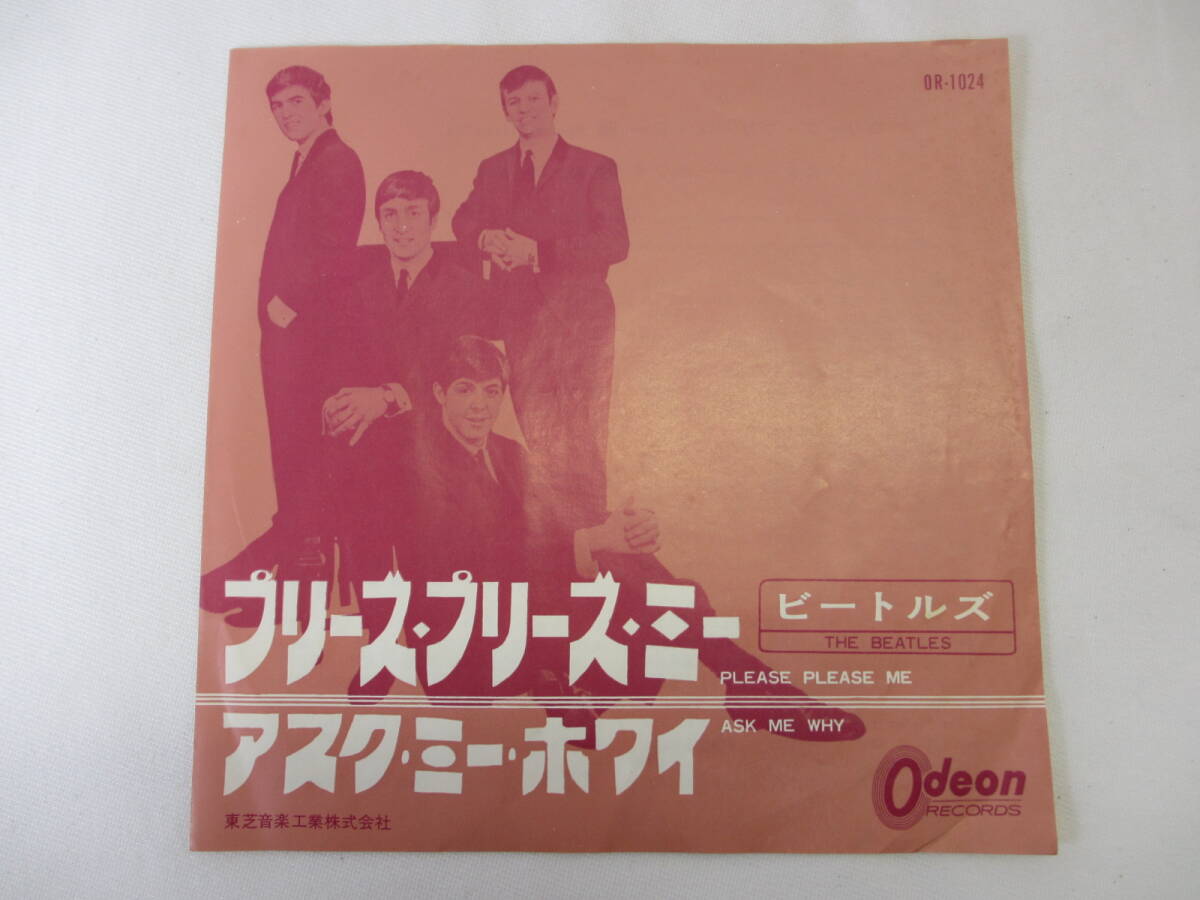 OR-1024
プリーズ・プリーズ・ミー
ビートルズ
THE BEATLES
PLEASE PLEASE ME
アスク・ミー・ホワイ
ASK ME WHY
東芝音楽工業株式会社
Odeon
RECORDS